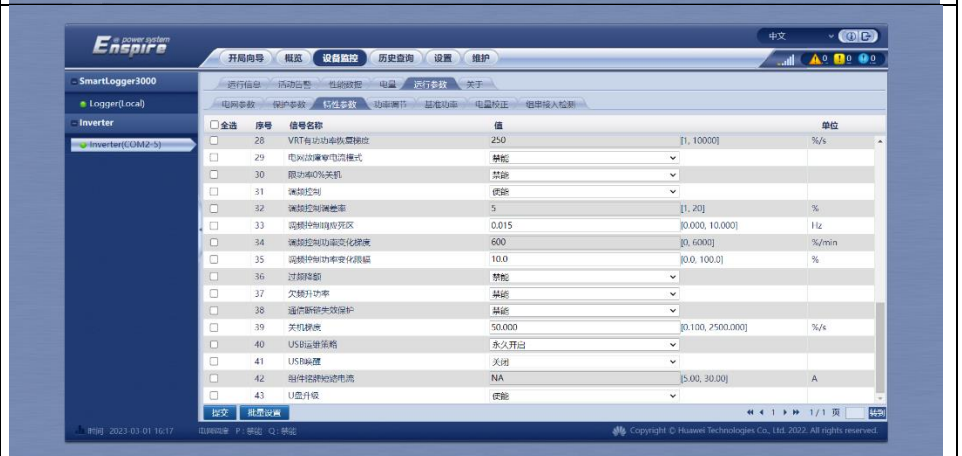 e power system
Enspire
中文
开局向导 概览 设备监控 历史查询 设置 维护
0 0 0
SmartLogger3000
运行信息 活动告警 性能数据 电量 运行参数 关于
Logger(Local)
电网参数 保护参数 特性参数 功率调节 基准功率 电量校正 组串接入检测
Inverter
全选 序号 信号名称 值 单位
Inverter(COM2-5)
28 VRT有功功率恢复梯度 250 [1, 10000] %/s
29 电网故障零电流模式 禁能
30 限功率0%关机 禁能
31 调频控制 使能
32 调频控制调差率 5 [1, 20] %
33 调频控制响应死区 0.015 [0.000, 10.000] Hz
34 调频控制功率变化梯度 600 [0, 6000] %/min
35 调频控制功率变化限幅 10.0 [0.0, 100.0] %
36 过频降额 禁能
37 欠频升功率 禁能
38 通信断链失效保护 禁能
39 关机梯度 50.000 [0.100, 2500.000] %/s
40 USB运维策略 永久开启
41 USB唤醒 关闭
42 组件铭牌短路电流 NA [5.00, 30.00] A
43 U盘升级 使能
提交 批量设置 1 1/1 页 转到
时间 2023-03-01 16:17 P:禁能 Q:禁能 Copyright © Huawei Technologies Co., Ltd. 2022. All rights reserved.